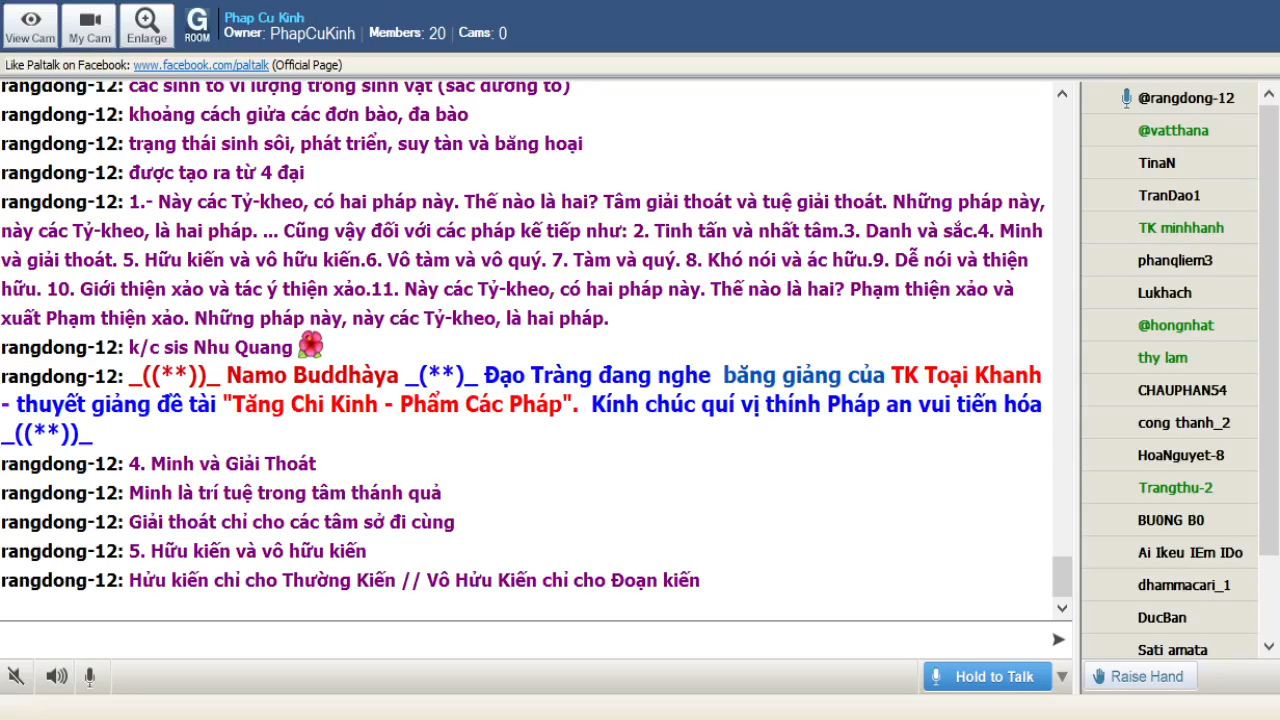 Phap Cu Kinh
Owner: PhapCuKinh Members: 20 Cams: 0
View Cam My Cam Enlarge G ROOM
Like Paltalk on Facebook: www.facebook.com/paltalk (Official Page)
rangdong-12: các sinh tố vi lượng trong sinh vật (sắc dưỡng tố)
rangdong-12: khoảng cách giửa các đơn bào, đa bào
rangdong-12: trạng thái sinh sôi, phát triển, suy tàn và băng hoại
rangdong-12: được tạo ra từ 4 đại
rangdong-12: 1.- Này các Tỷ-kheo, có hai pháp này. Thế nào là hai? Tâm giải thoát và tuệ giải thoát. Những pháp này,
này các Tỷ-kheo, là hai pháp. ... Cũng vậy đối với các pháp kế tiếp như: 2. Tinh tấn và nhất tâm.3. Danh và sắc.4. Minh
và giải thoát. 5. Hữu kiến và vô hữu kiến.6. Vô tàm và vô quý. 7. Tàm và quý. 8. Khó nói và ác hữu.9. Dễ nói và thiện
hữu. 10. Giới thiện xảo và tác ý thiện xảo.11. Này các Tỷ-kheo, có hai pháp này. Thế nào là hai? Phạm thiện xảo và
xuất Phạm thiện xảo. Những pháp này, này các Tỷ-kheo, là hai pháp.
rangdong-12: k/c sis Nhu Quang
rangdong-12: _((**))_ Namo Buddhàya _(**)_ Đạo Tràng đang nghe băng giảng của TK Toại Khanh
- thuyết giảng đề tài "Tăng Chi Kinh - Phẩm Các Pháp". Kính chúc quí vị thính Pháp an vui tiến hóa
_((**))_
rangdong-12: 4. Minh và Giải Thoát
rangdong-12: Minh là trí tuệ trong tâm thánh quả
rangdong-12: Giải thoát chỉ cho các tâm sở đi cùng
rangdong-12: 5. Hữu kiến và vô hữu kiến
rangdong-12: Hửu kiến chỉ cho Thường Kiến // Vô Hửu Kiến chỉ cho Đoạn kiến
@rangdong-12
@vatthana
TinaN
TranDao1
TK minhhanh
phanqliem3
Lukhach
@hongnhat
thy lam
CHAUPHAN54
cong thanh_2
HoaNguyet-8
Trangthu-2
BU0NG B0
Ai Ikeu IEm IDo
dhammacari_1
DucBan
Sati amata
Hold to Talk
Raise Hand